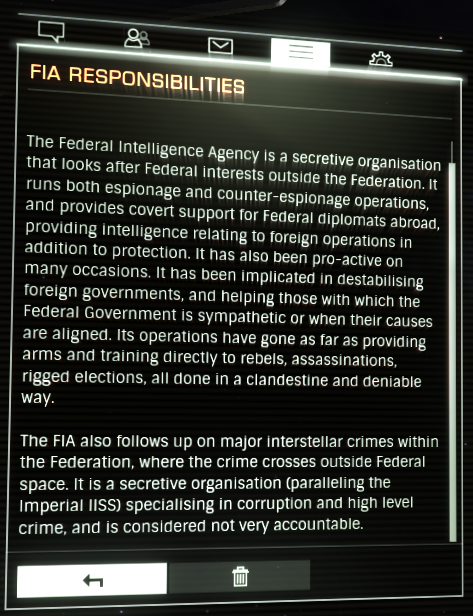 FIA RESPONSIBILITIES
The Federal Intelligence Agency is a secretive organisation
that looks after Federal interests outside the Federation. It
runs both espionage and counter-espionage operations,
and provides covert support for Federal diplomats abroad,
providing intelligence relating to foreign operations in
addition to protection. It has also been pro-active on
many occasions. It has been implicated in destabilising
foreign governments, and helping those with which the
Federal Government is sympathetic or when their causes
are aligned. Its operations have gone as far as providing
arms and training directly to rebels, assassinations,
rigged elections, all done in a clandestine and deniable
way.
The FIA also follows up on major interstellar crimes within
the Federation, where the crime crosses outside Federal
space. It is a secretive organisation (paralleling the
Imperial IISS) specialising in corruption and high level
crime, and is considered not very accountable.